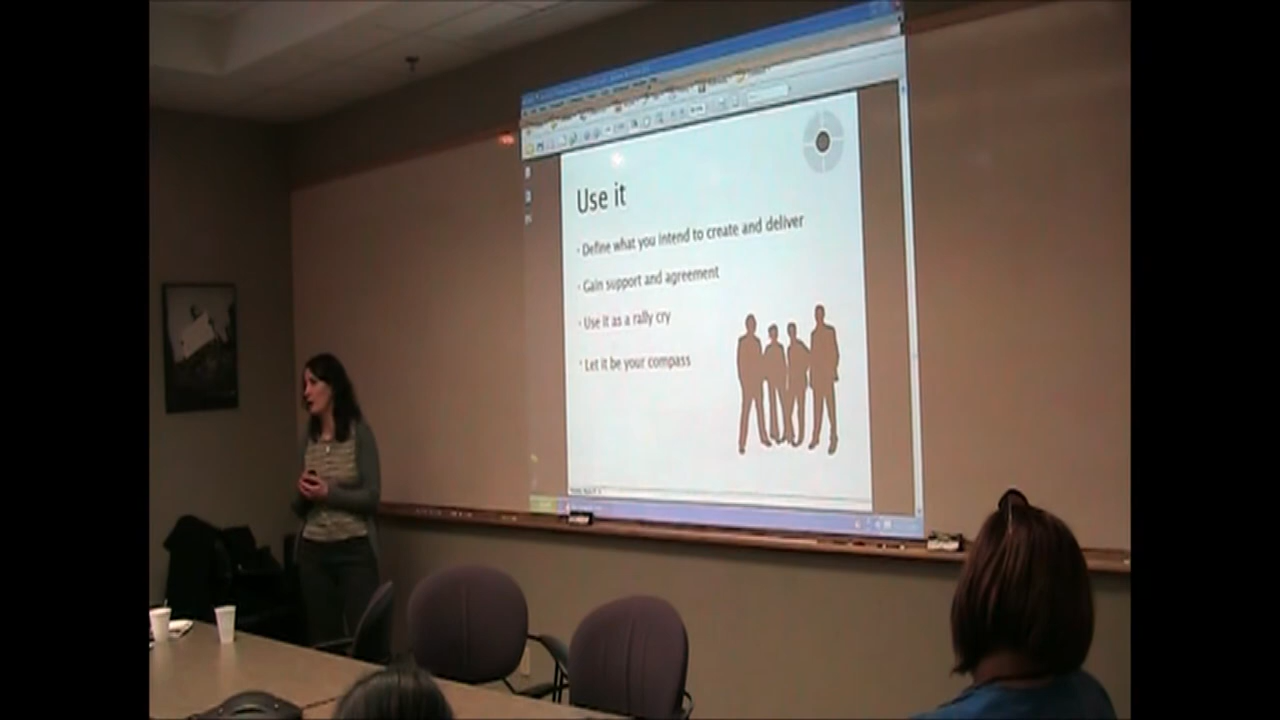 Use it
· Define what you intend to create and deliver
· Gain support and agreement
· Use it as a rally cry
· Let it be your compass